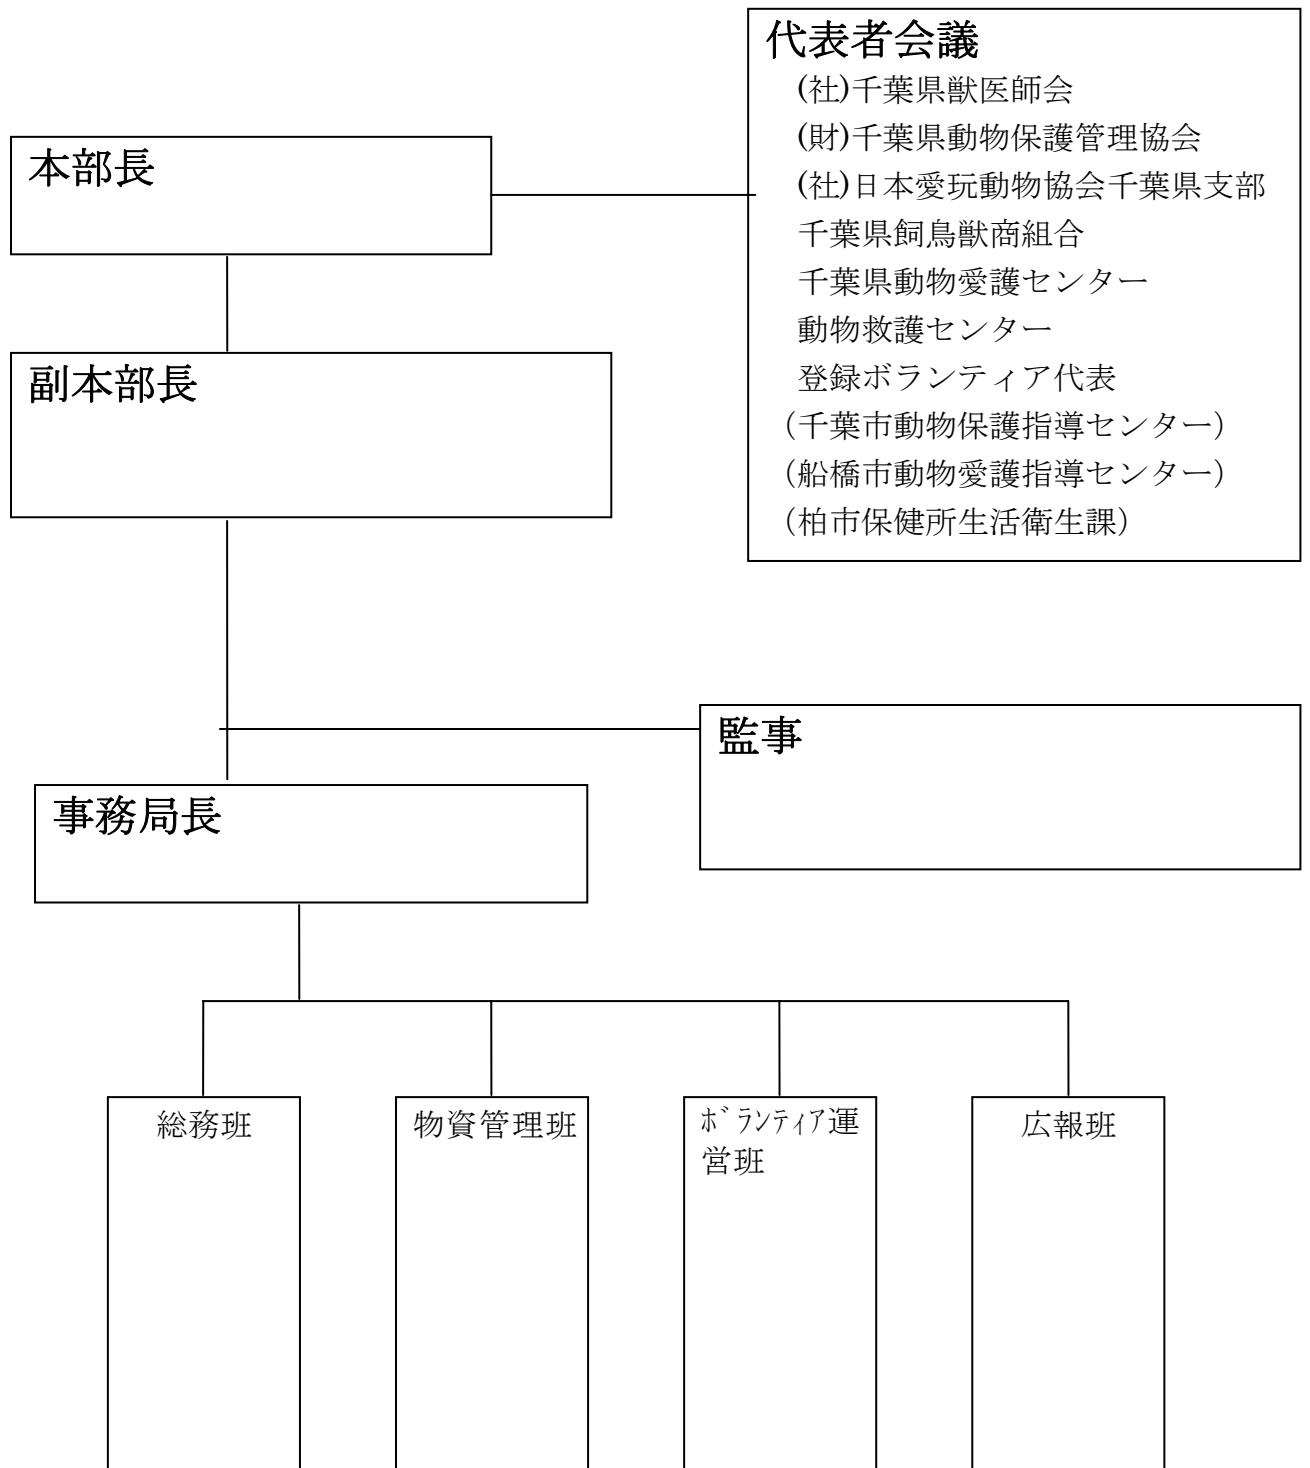 代表者会議
(社)千葉県獣医師会
(財)千葉県動物保護管理協会
(社)日本愛玩動物協会千葉県支部
千葉県飼鳥獣商組合
千葉県動物愛護センター
動物救護センター
登録ボランティア代表
（千葉市動物保護指導センター）
（船橋市動物愛護指導センター）
（柏市保健所生活衛生課）
本部長
副本部長
監事
事務局長
総務班
物資管理班
ﾎﾞﾗﾝﾃｨｱ運
営班
広報班